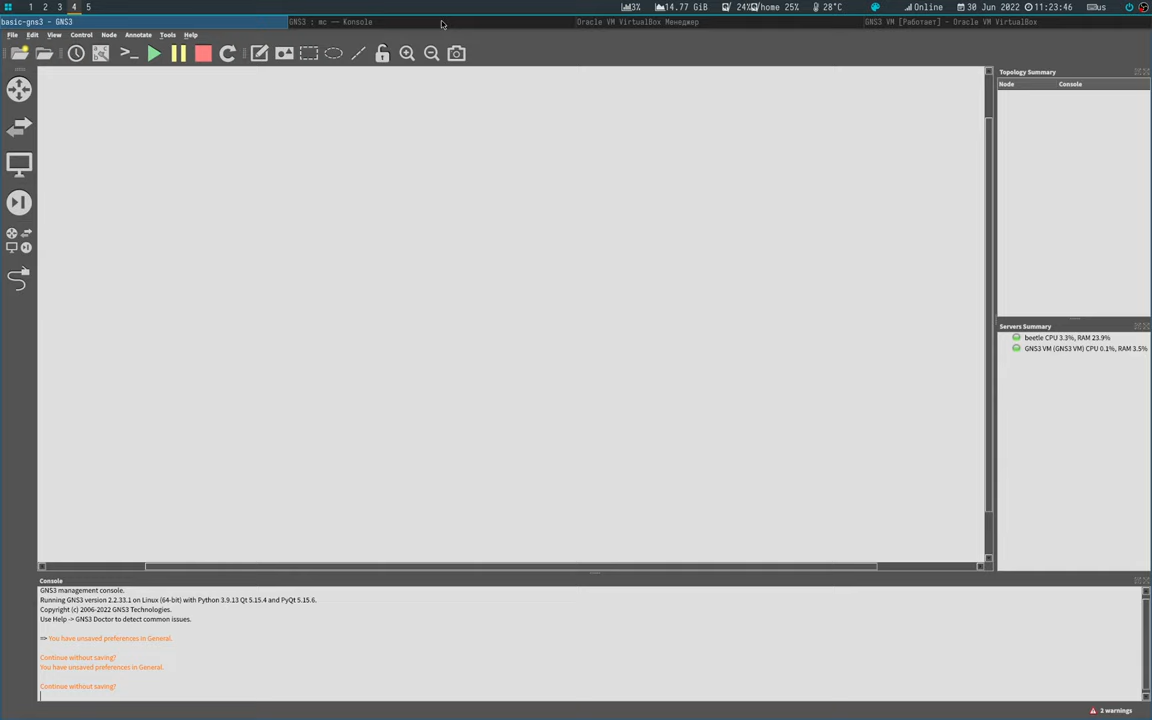 1 2 3 4 5
3% 14.77 GiB / 24% /home 25% 28°C Online 30 Jun 2022 11:23:46 us
basic-gns3 - GNS3
GNS3 : mc — Konsole
Oracle VM VirtualBox Менеджер
GNS3 VM [Работает] - Oracle VM VirtualBox
File Edit View Control Node Annotate Tools Help
Topology Summary
Node Console
Servers Summary
beetle CPU 3.3%, RAM 23.9%
GNS3 VM (GNS3 VM) CPU 0.1%, RAM 3.5%
Console
GNS3 management console.
Running GNS3 version 2.2.33.1 on Linux (64-bit) with Python 3.9.13 Qt 5.15.4 and PyQt 5.15.6.
Copyright (c) 2006-2022 GNS3 Technologies.
Use Help -> GNS3 Doctor to detect common issues.
=> You have unsaved preferences in General.
Continue without saving?
You have unsaved preferences in General.
Continue without saving?
2 warnings